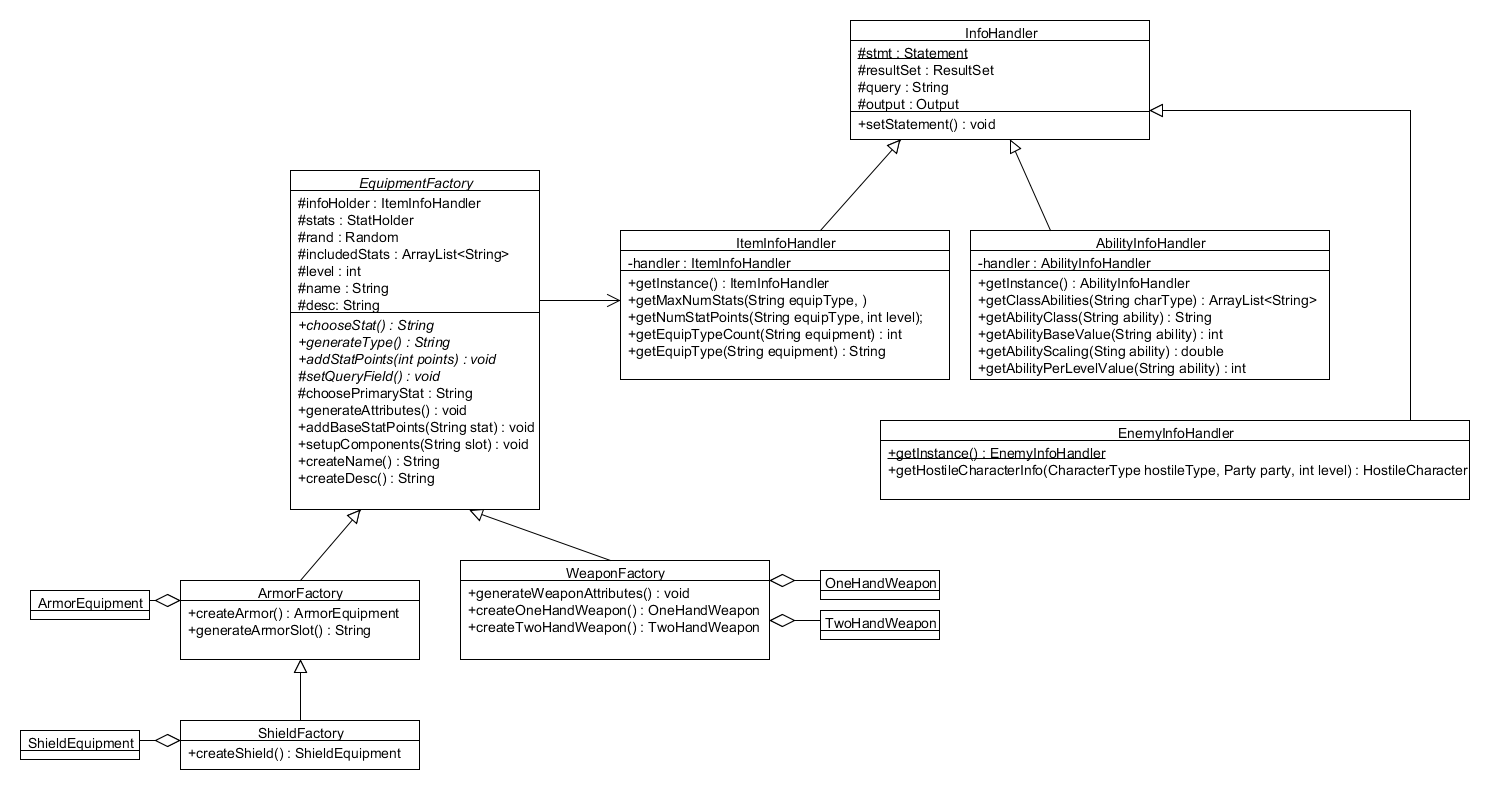 InfoHandler
#stmt : Statement
#resultSet : ResultSet
#query : String
#output : Output
+setStatement() : void
EquipmentFactory
#infoHolder : ItemInfoHandler
#stats : StatHolder
#rand : Random
#includedStats : ArrayList<String>
#level : int
#name : String
#desc: String
+chooseStat() : String
+generateType() : String
+addStatPoints(int points) : void
#setQueryField() : void
#choosePrimaryStat : String
+generateAttributes() : void
+addBaseStatPoints(String stat) : void
+setupComponents(String slot) : void
+createName() : String
+createDesc() : String
ItemInfoHandler
-handler : ItemInfoHandler
+getInstance() : ItemInfoHandler
+getMaxNumStats(String equipType, )
+getNumStatPoints(String equipType, int level);
+getEquipTypeCount(String equipment) : int
+getEquipType(String equipment) : String
AbilityInfoHandler
-handler : AbilityInfoHandler
+getInstance() : AbilityInfoHandler
+getClassAbilities(String charType) : ArrayList<String>
+getAbilityClass(String ability) : String
+getAbilityBaseValue(String ability) : int
+getAbilityScaling(Sting ability) : double
+getAbilityPerLevelValue(String ability) : int
EnemyInfoHandler
+getInstance() : EnemyInfoHandler
+getHostileCharacterInfo(CharacterType hostileType, Party party, int level) : HostileCharacter
ArmorEquipment
ArmorFactory
+createArmor() : ArmorEquipment
+generateArmorSlot() : String
WeaponFactory
+generateWeaponAttributes() : void
+createOneHandWeapon() : OneHandWeapon
+createTwoHandWeapon() : TwoHandWeapon
OneHandWeapon
TwoHandWeapon
ShieldEquipment
ShieldFactory
+createShield() : ShieldEquipment